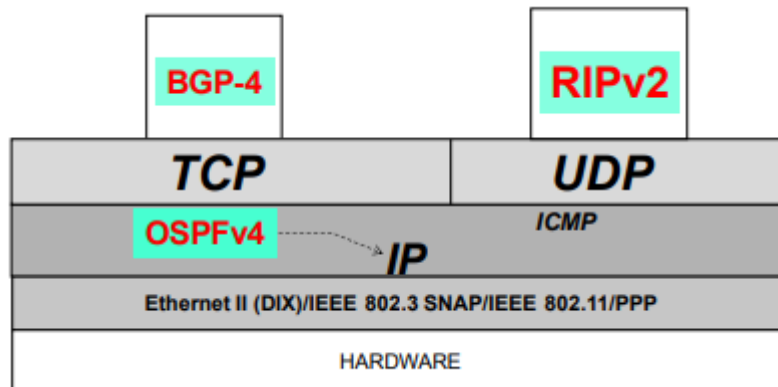 BGP-4
RIPv2
TCP
UDP
OSPFv4
ICMP
IP
Ethernet II (DIX)/IEEE 802.3 SNAP/IEEE 802.11/PPP
HARDWARE